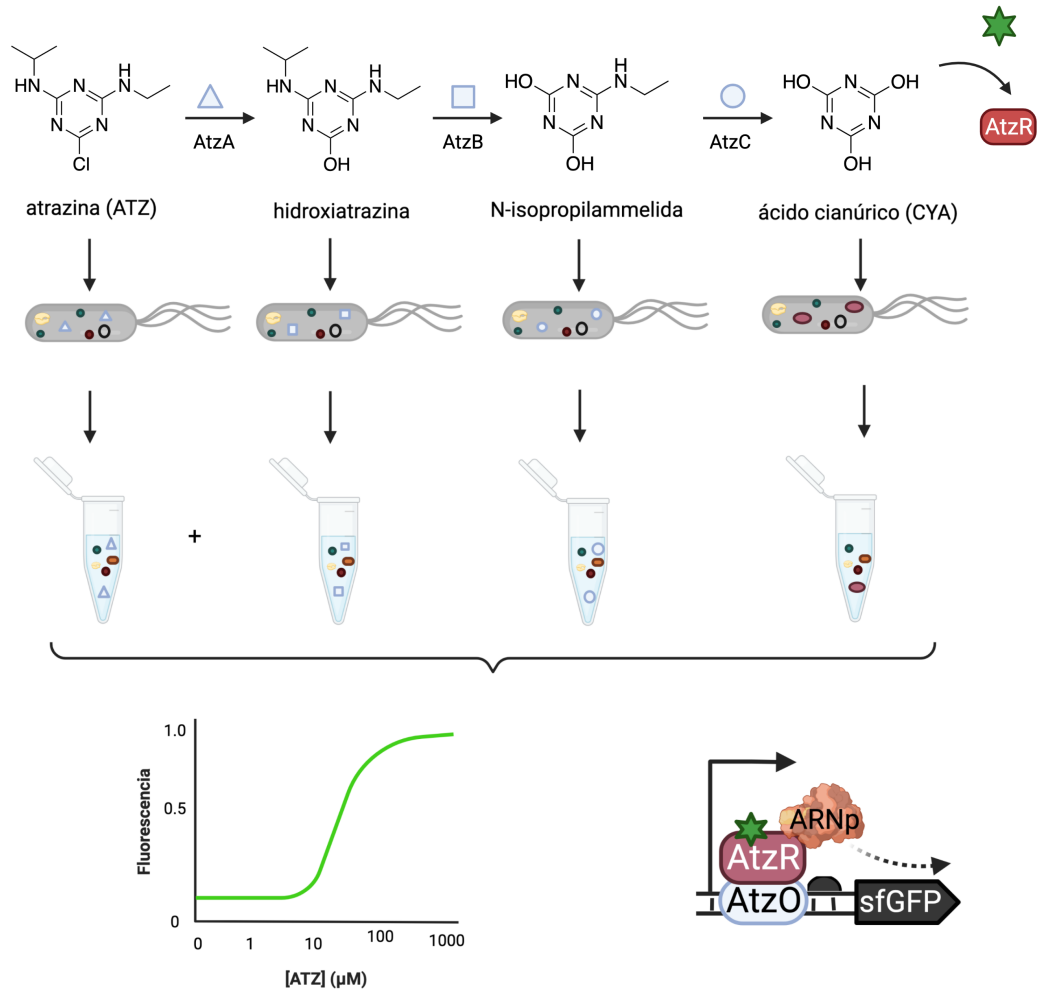 HN
N
N
N
H
N
Cl
AtzA
HN
N
N
N
H
N
OH
AtzB
HO
N
N
N
H
N
OH
AtzC
HO
N
OH
N
N
OH
AtzR
atrazina (ATZ)
hidroxiatrazina
N-isopropilammelida
ácido cianúrico (CYA)
+
Fluorescencia
1.0
0.5
0
0
1
10
100
1000
[ATZ] (μM)
ARNp
AtzR
AtzO
sfGFP